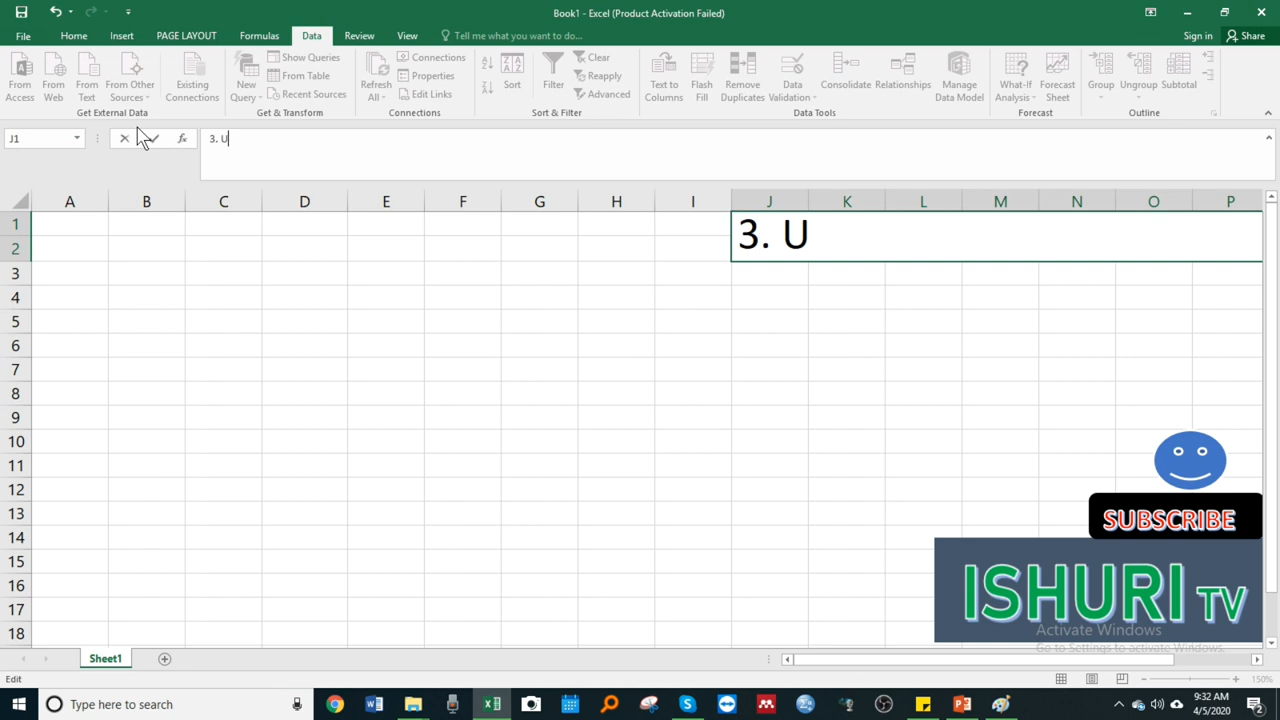 Book1 - Excel (Product Activation Failed)
File Home Insert PAGE LAYOUT Formulas Data Review View Tell me what you want to do... Sign in Share
From Access
From Web
From Text
From Other Sources
Existing Connections
Get External Data
New Query
Show Queries
From Table
Recent Sources
Get & Transform
Refresh All
Connections
Properties
Edit Links
Connections
Sort
Filter
Clear
Reapply
Advanced
Sort & Filter
Text to Columns
Flash Fill
Remove Duplicates
Data Validation
Consolidate
Relationships
Manage Data Model
Data Tools
What-If Analysis
Forecast Sheet
Forecast
Group
Ungroup
Subtotal
Outline
J1 fx 3. U
A B C D E F G H I J K L M N O P
1
2
3. U
3
4
5
6
7
8
9
10
11
12
13
14
15
16
17
18
SUBSCRIBE
ISHURI TV
Activate Windows
Go to Settings to activate Windows.
Sheet1
Edit
150%
Type here to search
9:32 AM
4/5/2020
2